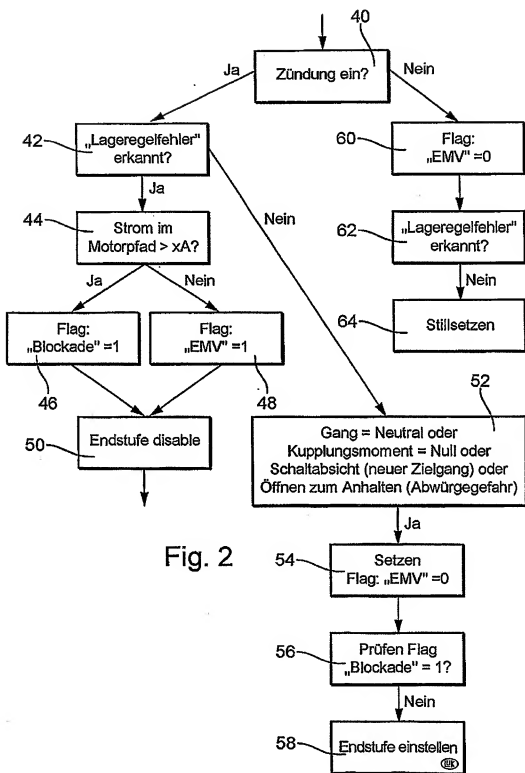 40
Zündung ein?
Ja
Nein
42
„Lageregelfehler"
erkannt?
60
Flag:
„EMV" =0
Ja
Nein
44
Strom im
Motorpfad > xA?
62
„Lageregelfehler"
erkannt?
Ja
Nein
Nein
Flag:
„Blockade" =1
Flag:
„EMV" =1
64
Stillsetzen
46
48
50
Endstufe disable
52
Gang = Neutral oder
Kupplungsmoment = Null oder
Schaltabsicht (neuer Zielgang) oder
Öffnen zum Anhalten (Abwürgegefahr)
Ja
Fig. 2
54
Setzen
Flag: „EMV" =0
56
Prüfen Flag
„Blockade" = 1?
Nein
58
Endstufe einstellen
LUK